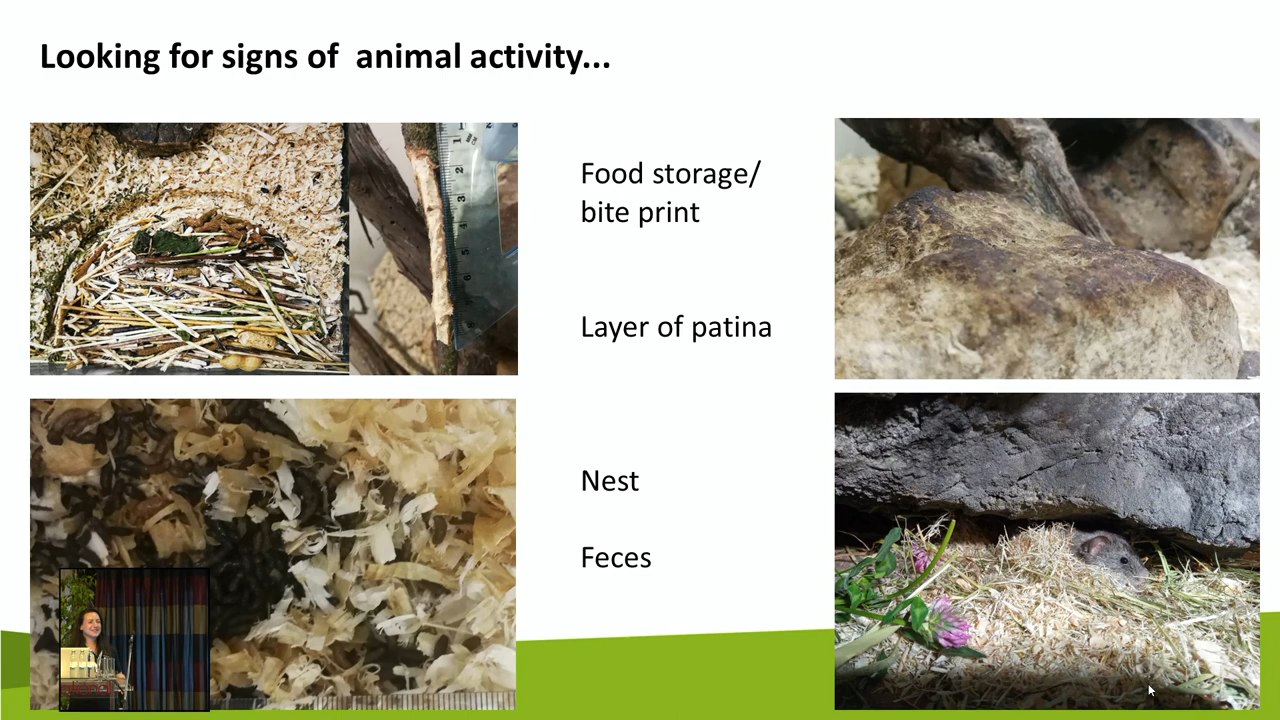 Looking for signs of  animal activity...
Food storage/
bite print
Layer of patina
Nest
Feces